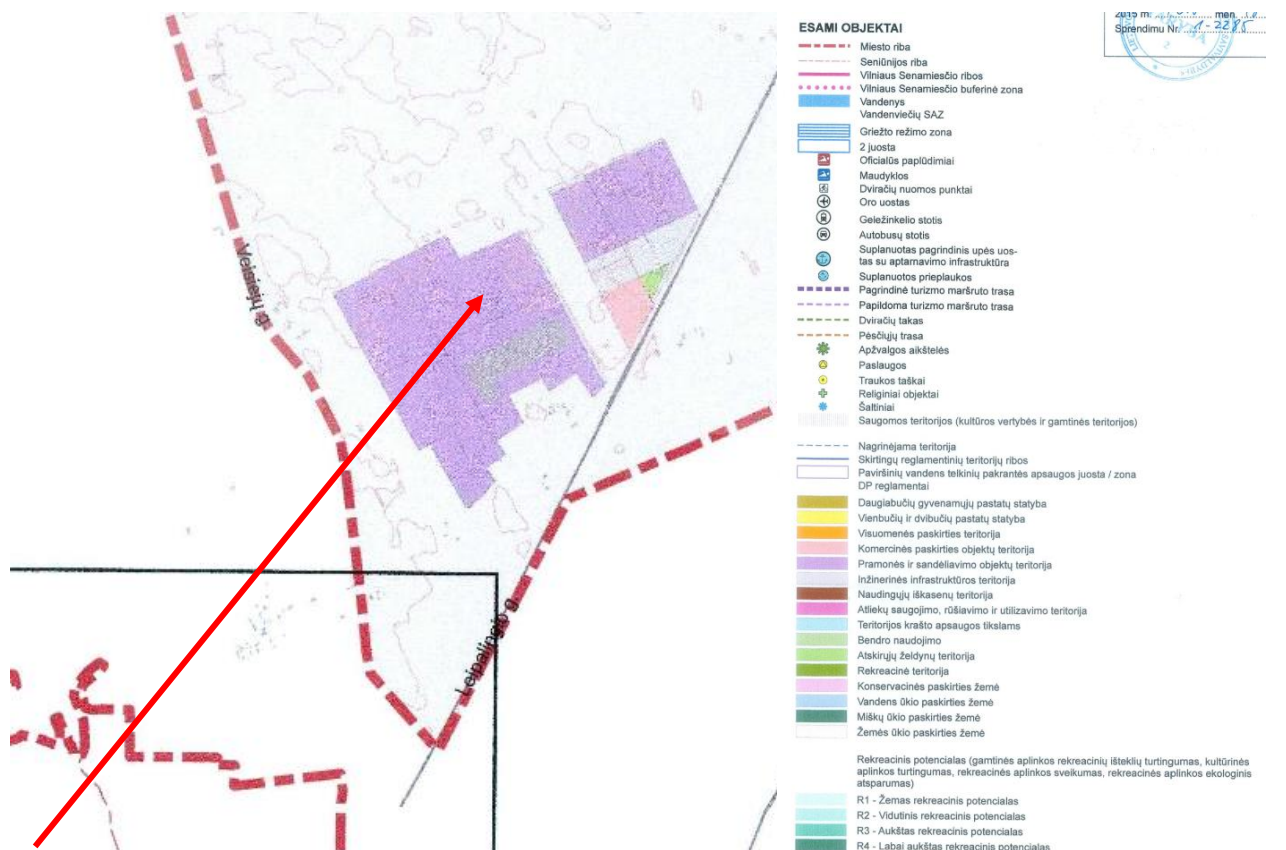 Veisiejų g.
Leipalingio g.
2015 m. men.
Sprendimu Nr. 1-2285
ESAMI OBJEKTAI
Miesto riba
Seniūnijos riba
Vilniaus Senamiesčio ribos
Vilniaus Senamiesčio buferinė zona
Vandenys
Vandenviečių SAZ
Griežto režimo zona
2 juosta
Oficialūs paplūdimiai
Maudyklos
Dviračių nuomos punktai
Oro uostas
Geležinkelio stotis
Autobusų stotis
Suplanuotas pagrindinis upės uos-
tas su aptarnavimo infrastruktūra
Suplanuotos prieplaukos
Pagrindinė turizmo maršruto trasa
Papildoma turizmo maršruto trasa
Dviračių takas
Pėsčiųjų trasa
Apžvalgos aikštelės
Paslaugos
Traukos taškai
Religiniai objektai
Šaltiniai
Saugomos teritorijos (kultūros vertybės ir gamtinės teritorijos)
Nagrinėjama teritorija
Skirtingų reglamentinių teritorijų ribos
Paviršinių vandens telkinių pakrantės apsaugos juosta / zona
DP reglamentai
Daugiabučių gyvenamųjų pastatų statyba
Vienbučių ir dvibučių pastatų statyba
Visuomenės paskirties teritorija
Komercinės paskirties objektų teritorija
Pramonės ir sandėliavimo objektų teritorija
Inžinerinės infrastruktūros teritorija
Naudingųjų iškasenų teritorija
Atliekų saugojimo, rūšiavimo ir utilizavimo teritorija
Teritorijos krašto apsaugos tikslams
Bendro naudojimo
Atskirųjų želdynų teritorija
Rekreacinė teritorija
Konservacinės paskirties žemė
Vandens ūkio paskirties žemė
Miškų ūkio paskirties žemė
Žemės ūkio paskirties žemė
Rekreacinis potencialas (gamtinės aplinkos rekreacinių išteklių turtingumas, kultūrinės
aplinkos turtingumas, rekreacinės aplinkos sveikumas, rekreacinės aplinkos ekologinis
atsparumas)
R1 - Žemas rekreacinis potencialas
R2 - Vidutinis rekreacinis potencialas
R3 - Aukštas rekreacinis potencialas
R4 - Labai aukštas rekreacinis potencialas